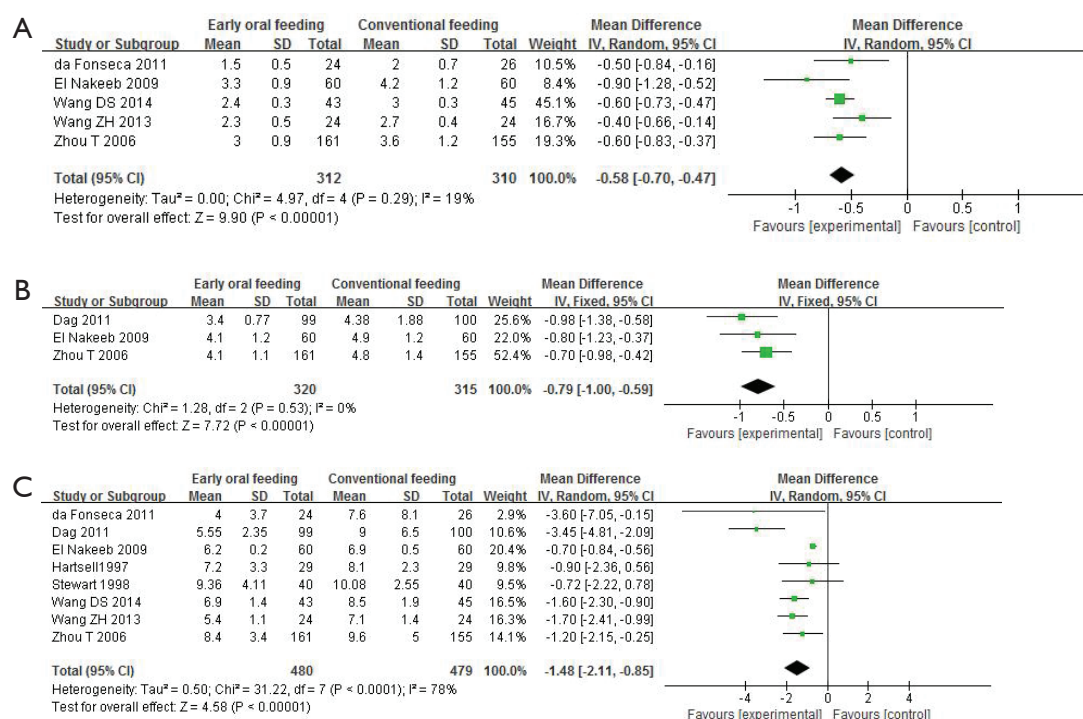 A
Early oral feeding Conventional feeding Mean Difference Mean Difference
Study or Subgroup Mean SD Total Mean SD Total Weight IV, Random, 95% CI IV, Random, 95% CI
da Fonseca 2011 1.5 0.5 24 2 0.7 26 10.5% -0.50 [-0.84, -0.16]
El Nakeeb 2009 3.3 0.9 60 4.2 1.2 60 8.4% -0.90 [-1.28, -0.52]
Wang DS 2014 2.4 0.3 43 3 0.3 45 45.1% -0.60 [-0.73, -0.47]
Wang ZH 2013 2.3 0.5 24 2.7 0.4 24 16.7% -0.40 [-0.66, -0.14]
Zhou T 2006 3 0.9 161 3.6 1.2 155 19.3% -0.60 [-0.83, -0.37]
Total (95% CI) 312 310 100.0% -0.58 [-0.70, -0.47]
Heterogeneity: Tau² = 0.00; Chi² = 4.97, df = 4 (P = 0.29); I² = 19%
Test for overall effect: Z = 9.90 (P < 0.00001)
-1 -0.5 0 0.5 1
Favours [experimental] Favours [control]
B
Early oral feeding Conventional feeding Mean Difference Mean Difference
Study or Subgroup Mean SD Total Mean SD Total Weight IV, Fixed, 95% CI IV, Fixed, 95% CI
Dag 2011 3.4 0.77 99 4.38 1.88 100 25.6% -0.98 [-1.38, -0.58]
El Nakeeb 2009 4.1 1.2 60 4.9 1.2 60 22.0% -0.80 [-1.23, -0.37]
Zhou T 2006 4.1 1.1 161 4.8 1.4 155 52.4% -0.70 [-0.98, -0.42]
Total (95% CI) 320 315 100.0% -0.79 [-1.00, -0.59]
Heterogeneity: Chi² = 1.28, df = 2 (P = 0.53); I² = 0%
Test for overall effect: Z = 7.72 (P < 0.00001)
-1 -0.5 0 0.5 1
Favours [experimental] Favours [control]
C
Early oral feeding Conventional feeding Mean Difference Mean Difference
Study or Subgroup Mean SD Total Mean SD Total Weight IV, Random, 95% CI IV, Random, 95% CI
da Fonseca 2011 4 3.7 24 7.6 8.1 26 2.9% -3.60 [-7.05, -0.15]
Dag 2011 5.55 2.35 99 9 6.5 100 10.6% -3.45 [-4.81, -2.09]
El Nakeeb 2009 6.2 0.2 60 6.9 0.5 60 20.4% -0.70 [-0.84, -0.56]
Hartsell1997 7.2 3.3 29 8.1 2.3 29 9.8% -0.90 [-2.36, 0.56]
Stewart 1998 9.36 4.11 40 10.08 2.55 40 9.5% -0.72 [-2.22, 0.78]
Wang DS 2014 6.9 1.4 43 8.5 1.9 45 16.5% -1.60 [-2.30, -0.90]
Wang ZH 2013 5.4 1.1 24 7.1 1.4 24 16.3% -1.70 [-2.41, -0.99]
Zhou T 2006 8.4 3.4 161 9.6 5 155 14.1% -1.20 [-2.15, -0.25]
Total (95% CI) 480 479 100.0% -1.48 [-2.11, -0.85]
Heterogeneity: Tau² = 0.50; Chi² = 31.22, df = 7 (P < 0.0001); I² = 78%
Test for overall effect: Z = 4.58 (P < 0.00001)
-4 -2 0 2 4
Favours [experimental] Favours [control]